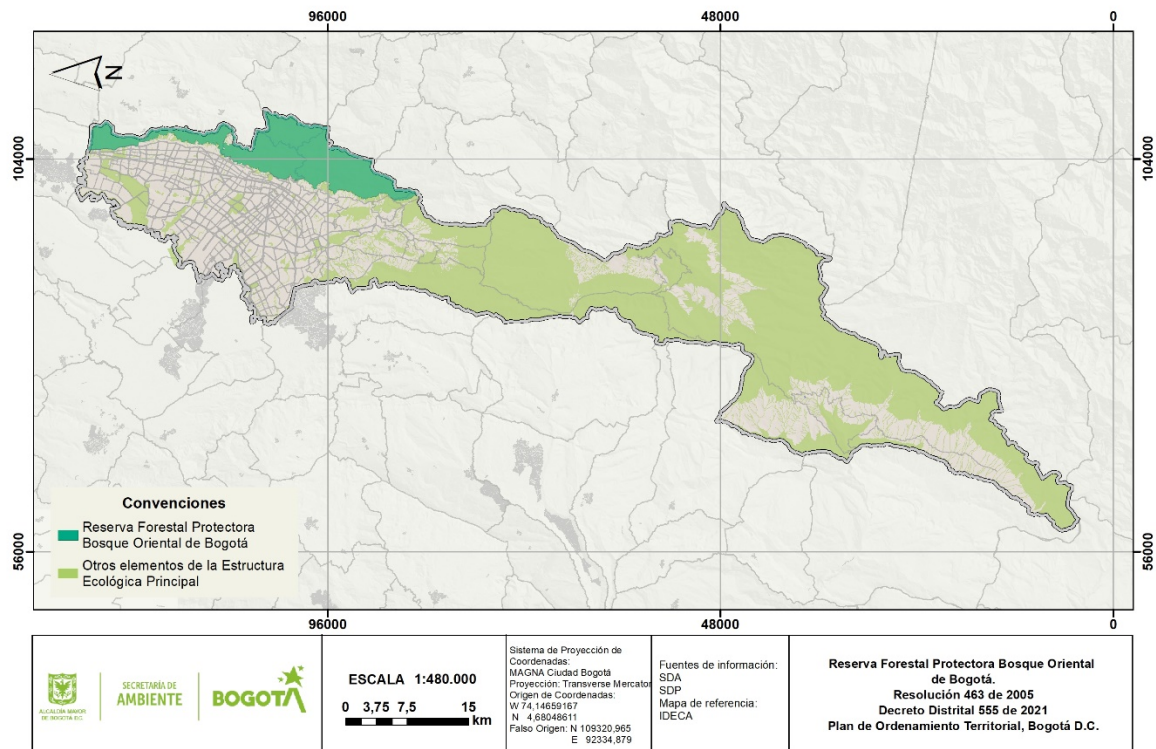 96000
48000
0
N
104000
104000
56000
56000
Convenciones
Reserva Forestal Protectora
Bosque Oriental de Bogotá
Otros elementos de la Estructura
Ecológica Principal
96000
48000
0
ALCALDÍA MAYOR
DE BOGOTÁ D.C.
SECRETARÍA DE
AMBIENTE
BOGOTÁ
ESCALA 1:480.000
0 3,75 7,5 15
km
Sistema de Proyección de
Coordenadas:
MAGNA Ciudad Bogotá
Proyección: Transverse Mercator
Origen de Coordenadas:
W 74,14659167
N 4,68048611
Falso Origen: N 109320,965
E 92334,879
Fuentes de información:
SDA
SDP
Mapa de referencia:
IDECA
Reserva Forestal Protectora Bosque Oriental
de Bogotá.
Resolución 463 de 2005
Decreto Distrital 555 de 2021
Plan de Ordenamiento Territorial, Bogotá D.C.